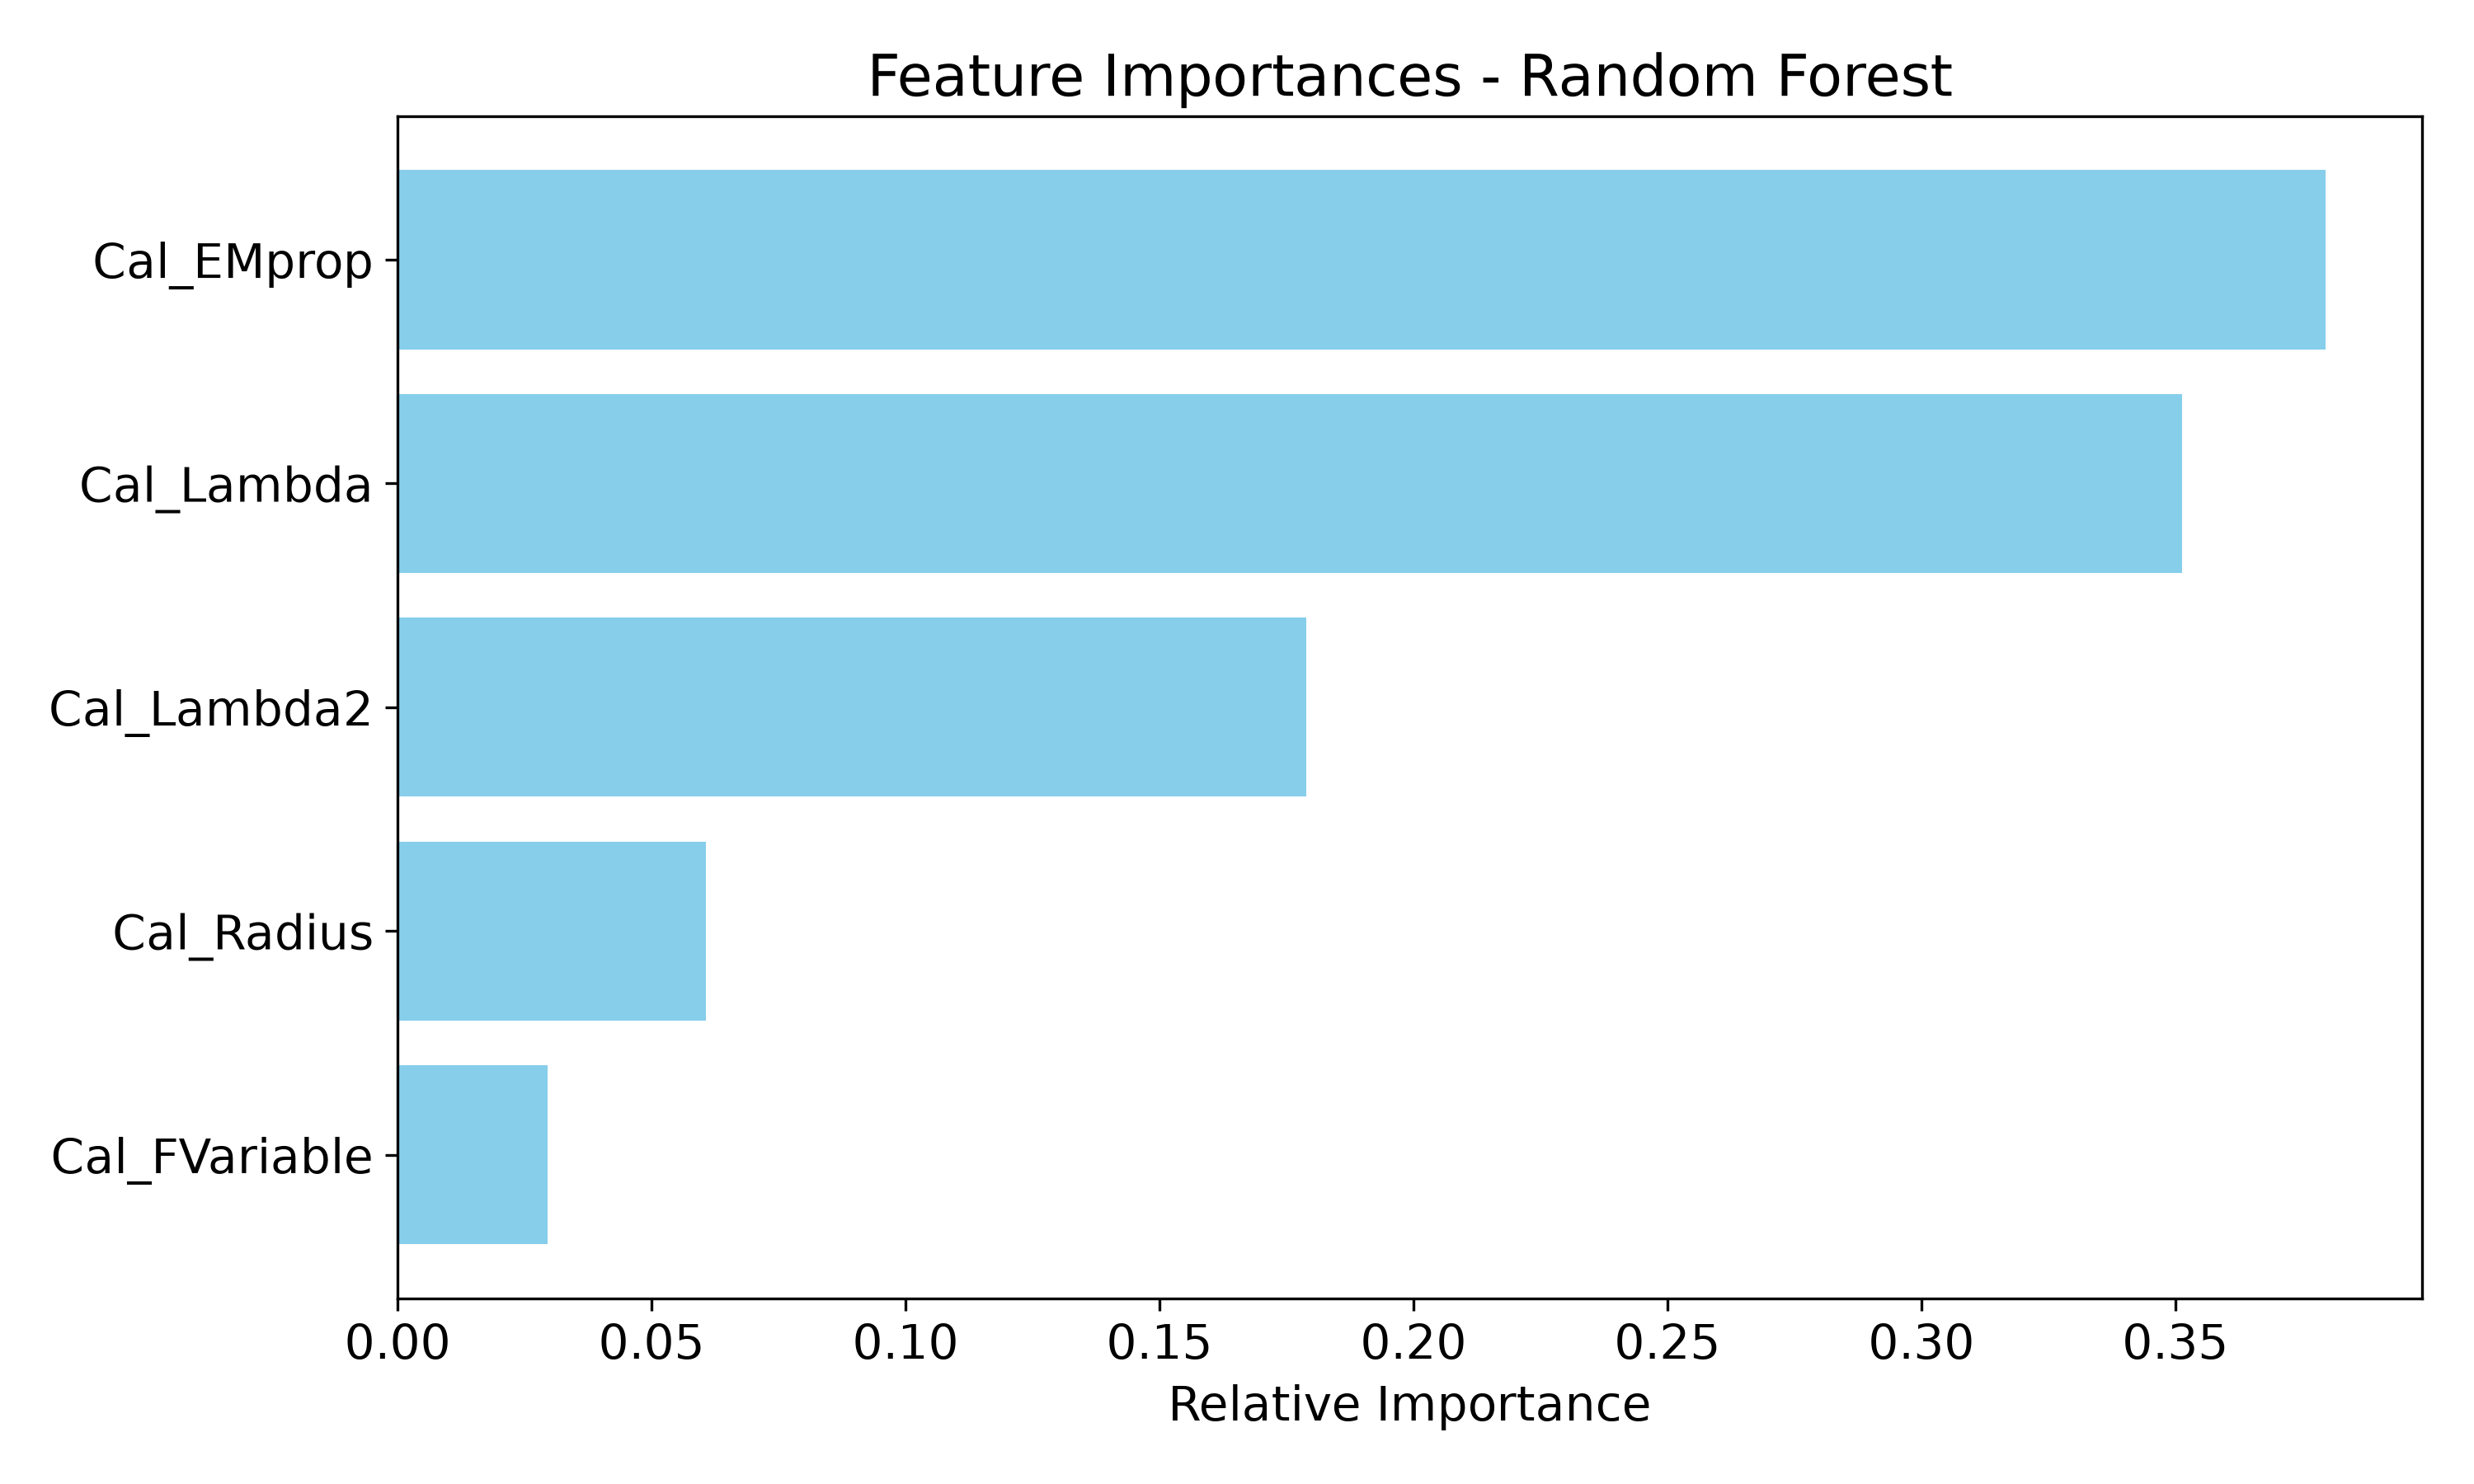 Feature Importances - Random Forest
Cal_EMprop
Cal_Lambda
Cal_Lambda2
Cal_Radius
Cal_FVariable
0.00 0.05 0.10 0.15 0.20 0.25 0.30 0.35
Relative Importance